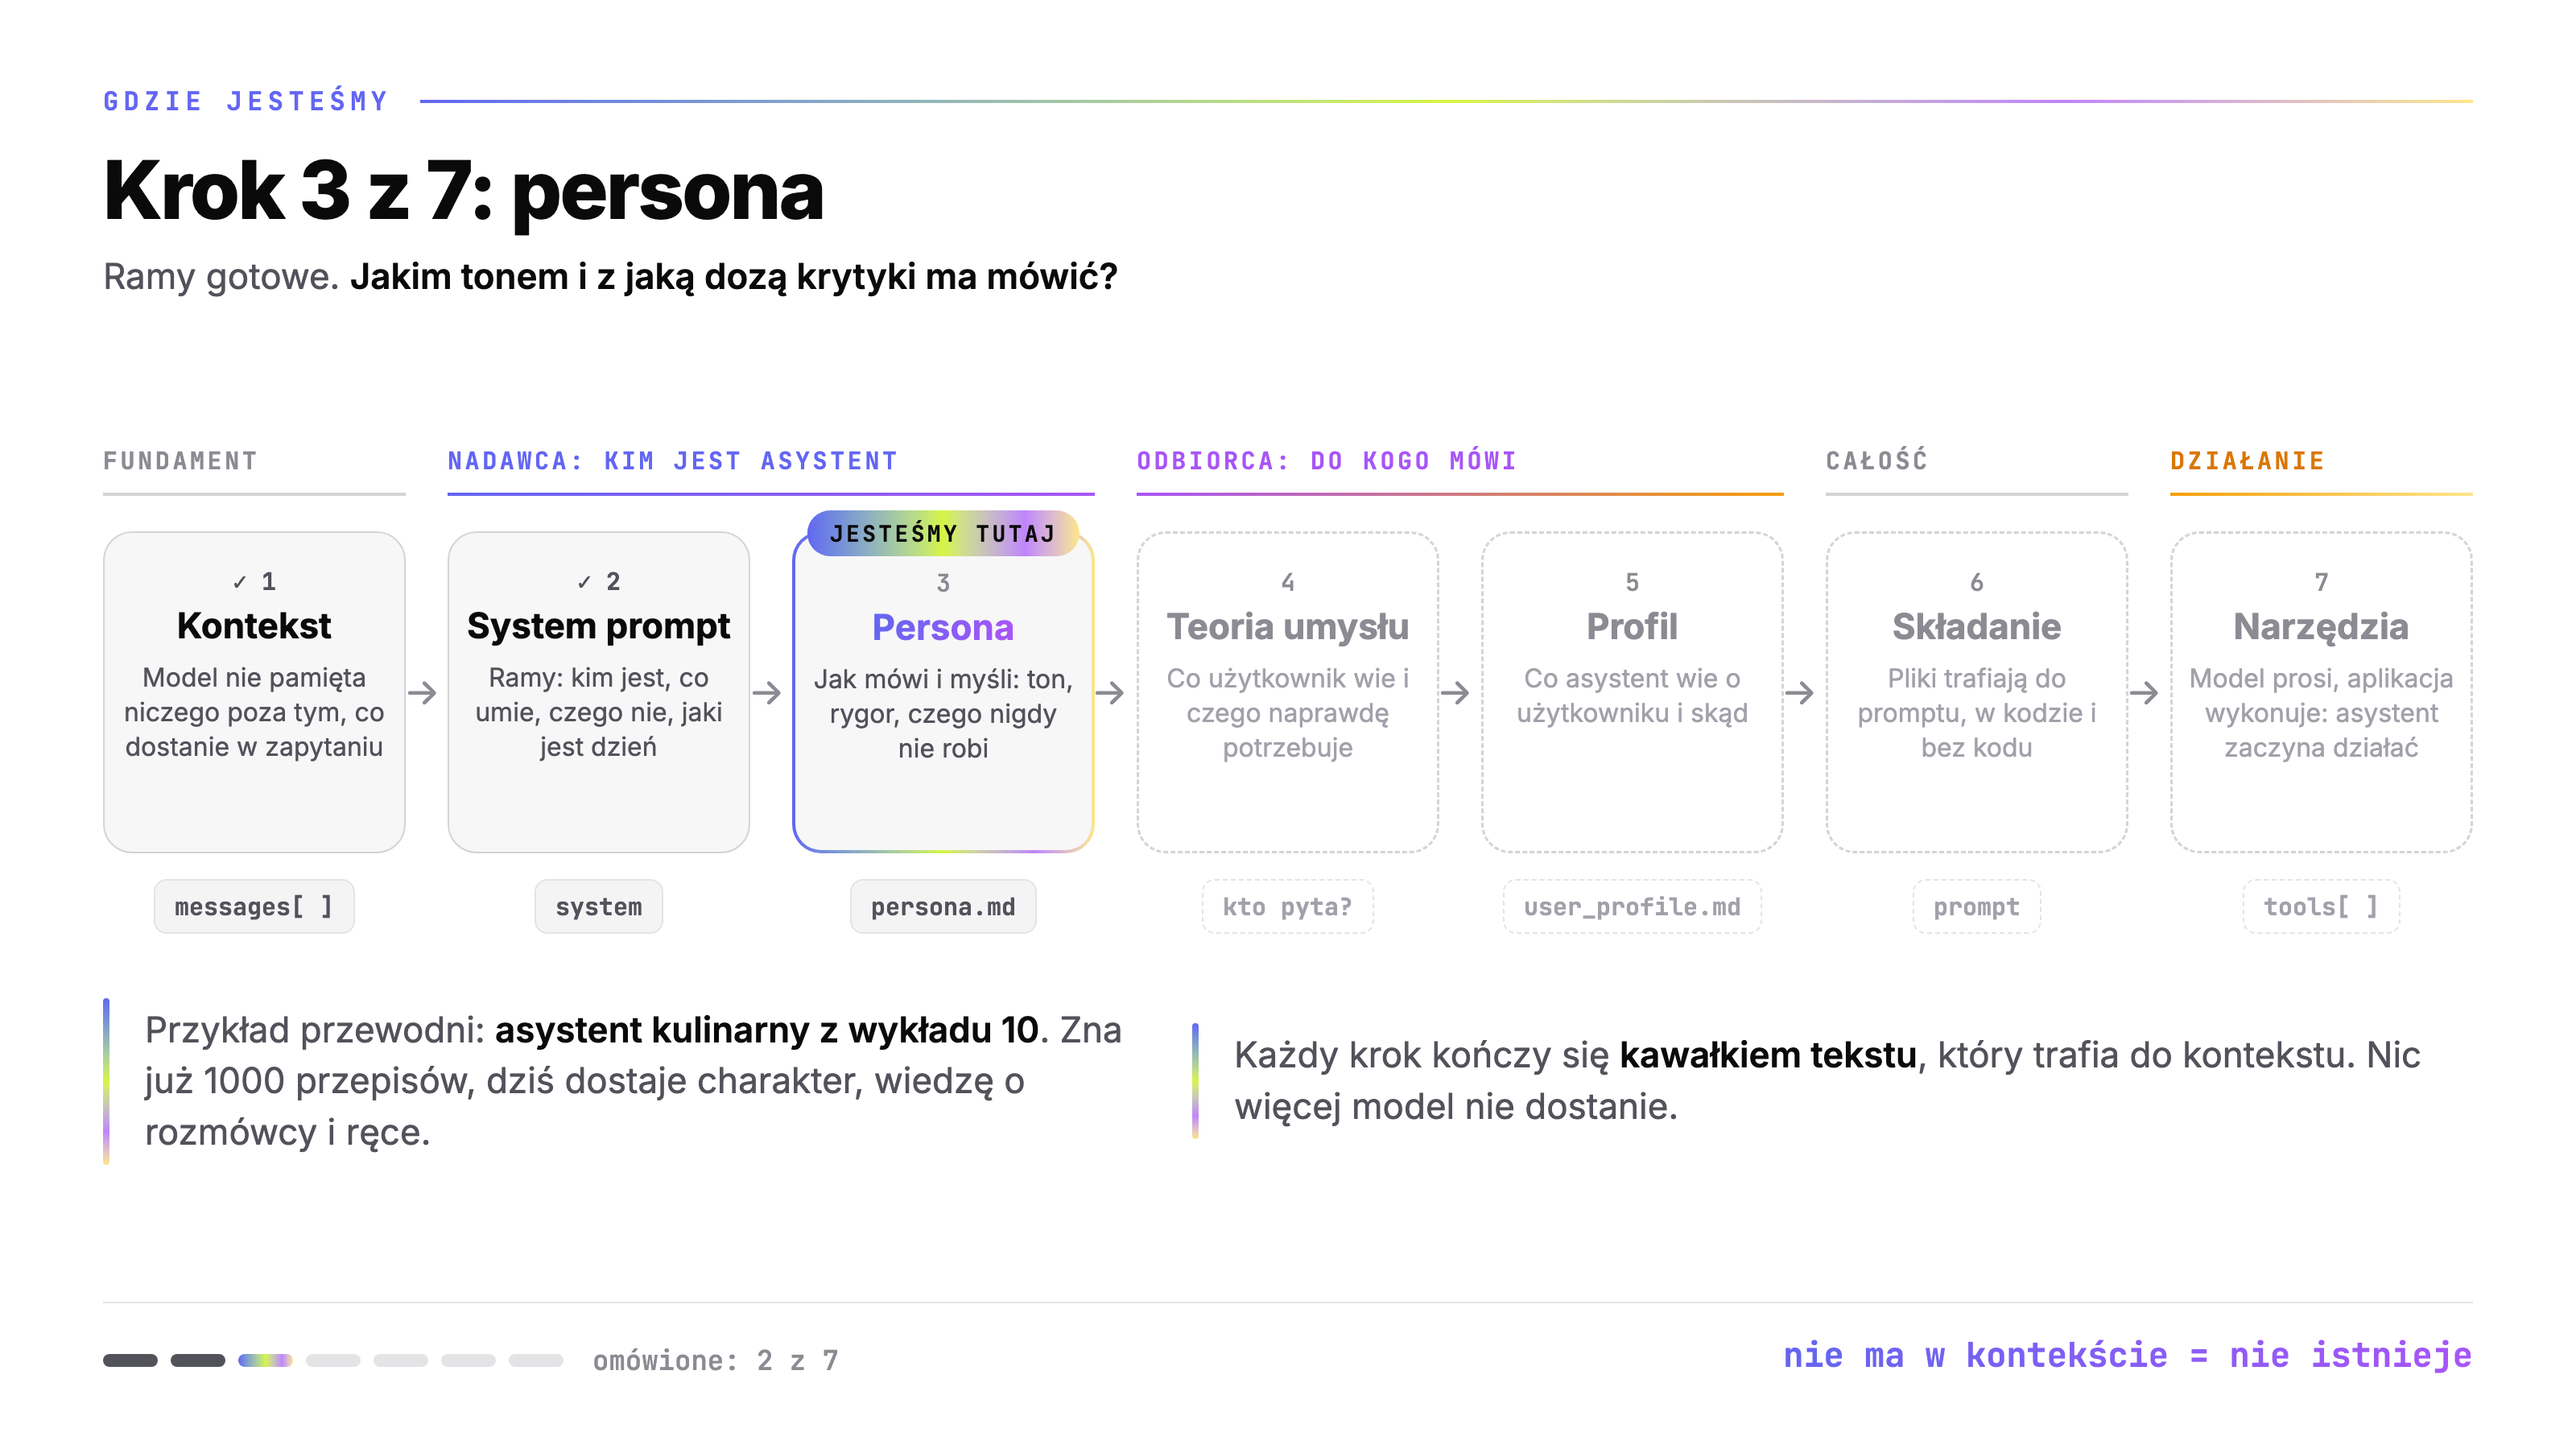 GDZIE JESTEŚMY
Krok 3 z 7: persona
Ramy gotowe. Jakim tonem i z jaką dozą krytyki ma mówić?
FUNDAMENT
NADAWCA: KIM JEST ASYSTENT
ODBIORCA: DO KOGO MÓWI
CAŁOŚĆ
DZIAŁANIE
✓ 1
Kontekst
Model nie pamięta
niczego poza tym, co
dostanie w zapytaniu
messages[ ]
✓ 2
System prompt
Ramy: kim jest, co
umie, czego nie, jaki
jest dzień
system
JESTEŚMY TUTAJ
3
Persona
Jak mówi i myśli: ton,
rygor, czego nigdy
nie robi
persona.md
4
Teoria umysłu
Co użytkownik wie i
czego naprawdę
potrzebuje
kto pyta?
5
Profil
Co asystent wie o
użytkowniku i skąd
user_profile.md
6
Składanie
Pliki trafiają do
promptu, w kodzie i
bez kodu
prompt
7
Narzędzia
Model prosi, aplikacja
wykonuje: asystent
zaczyna działać
tools[ ]
Przykład przewodni: asystent kulinarny z wykładu 10. Zna
już 1000 przepisów, dziś dostaje charakter, wiedzę o
rozmówcy i ręce.
Każdy krok kończy się kawałkiem tekstu, który trafia do kontekstu. Nic
więcej model nie dostanie.
omówione: 2 z 7
nie ma w kontekście = nie istnieje